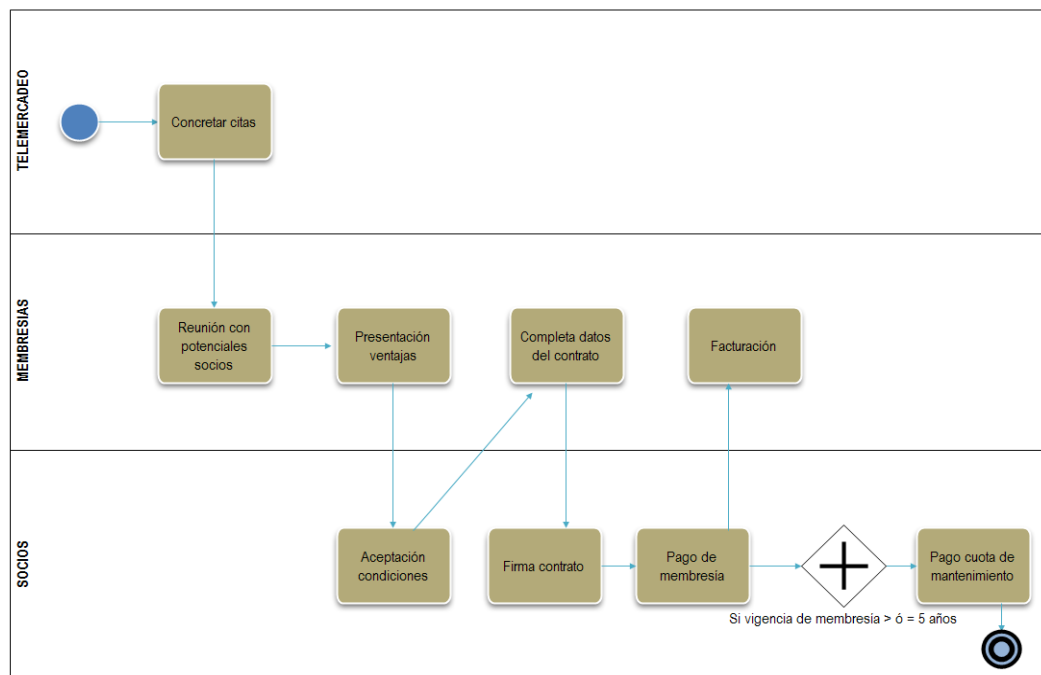 TELEMERCADEO
Concretar citas
MEMBRESIAS
Reunión con
potenciales
socios
Presentación
ventajas
Completa datos
del contrato
Facturación
SOCIOS
Aceptación
condiciones
Firma contrato
Pago de
membresía
Si vigencia de membresía > ó = 5 años
Pago cuota de
mantenimiento